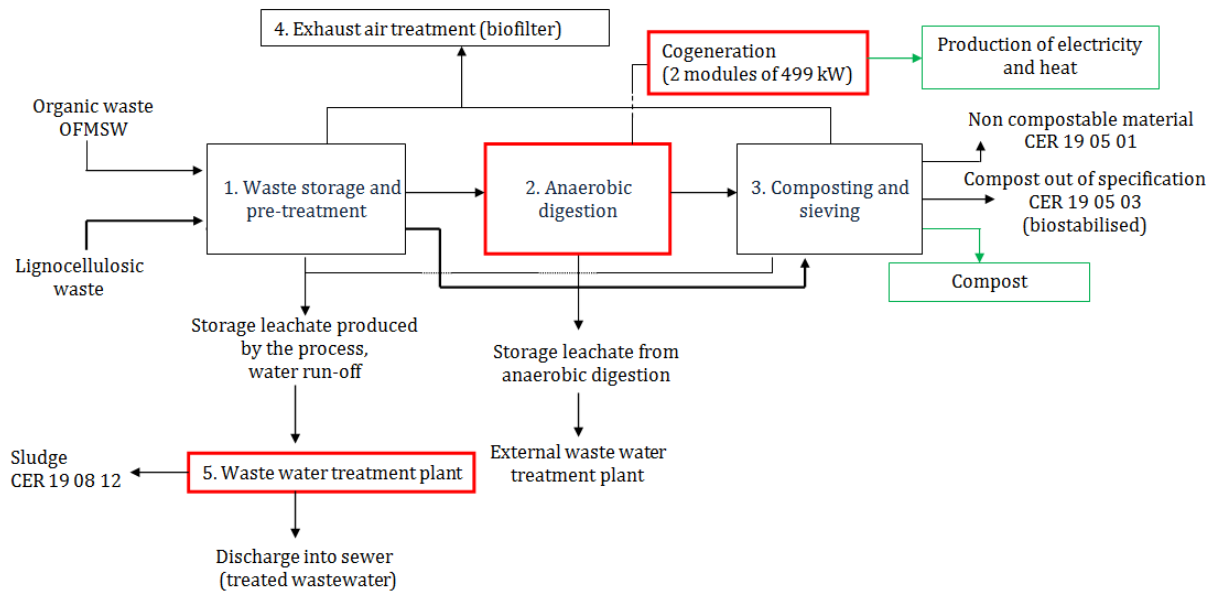 4. Exhaust air treatment (biofilter)
Cogeneration
(2 modules of 499 kW)
Production of electricity
and heat
Organic waste
OFMSW
Non compostable material
CER 19 05 01
1. Waste storage and
pre-treatment
2. Anaerobic
digestion
3. Composting and
sieving
Compost out of specification
CER 19 05 03
(biostabilised)
Lignocellulosic
waste
Compost
Storage leachate produced
by the process,
water run-off
Storage leachate from
anaerobic digestion
External waste water
treatment plant
Sludge
CER 19 08 12
5. Waste water treatment plant
Discharge into sewer
(treated wastewater)